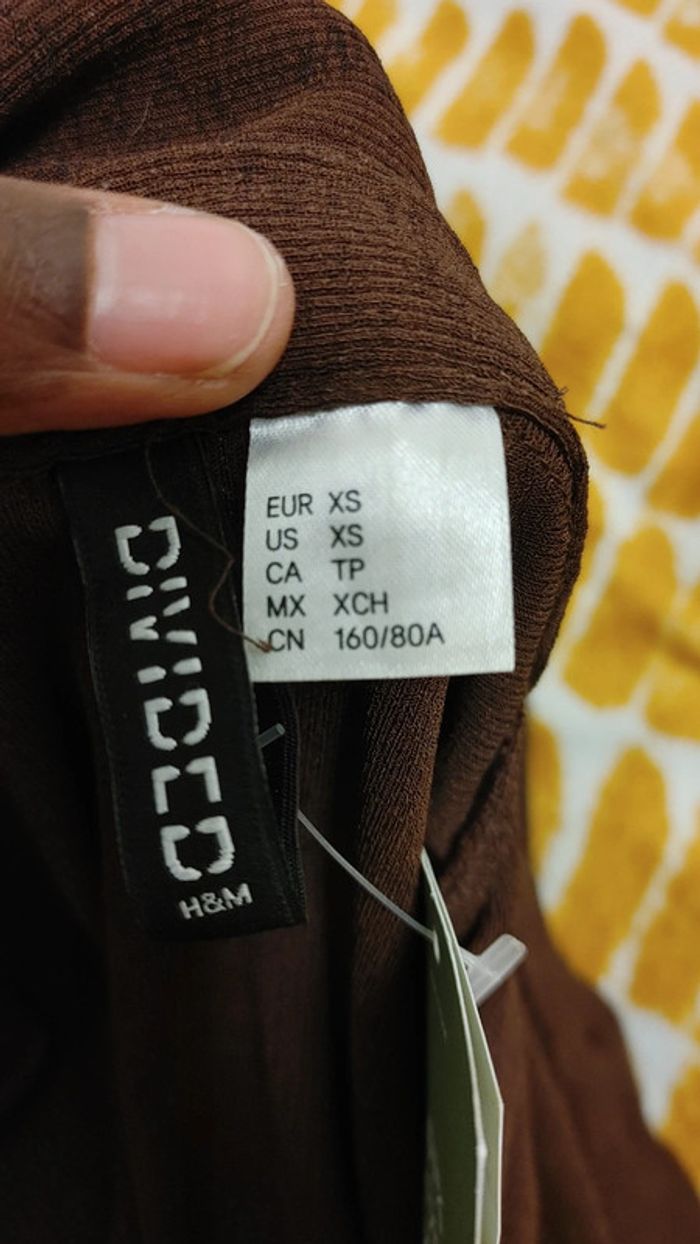 DIVIDED
H&M
EUR XS
US XS
CA TP
MX XCH
CN 160/80A